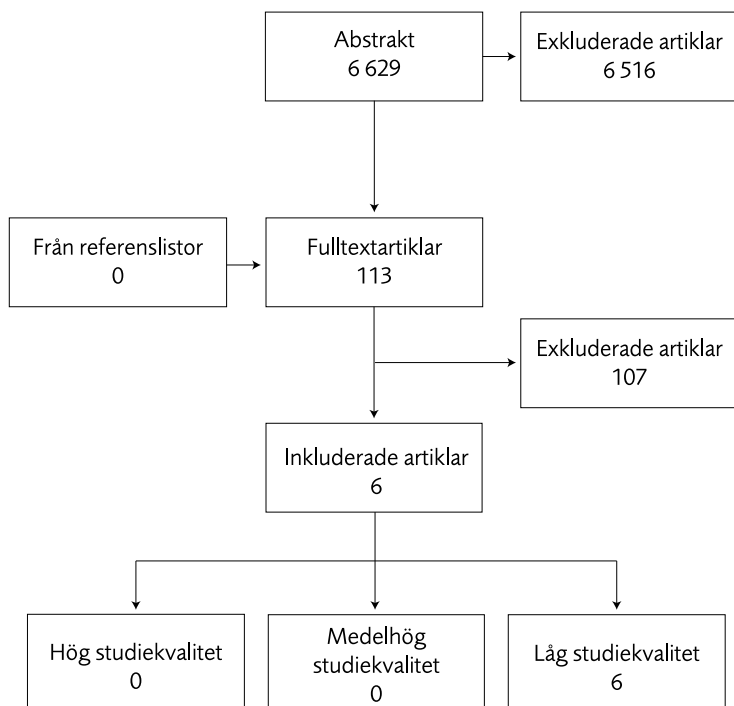 Abstrakt
6 629
Exkluderade artiklar
6 516
Från referenslistor
0
Fulltextartiklar
113
Exkluderade artiklar
107
Inkluderade artiklar
6
Hög studiekvalitet
0
Medelhög
studiekvalitet
0
Låg studiekvalitet
6